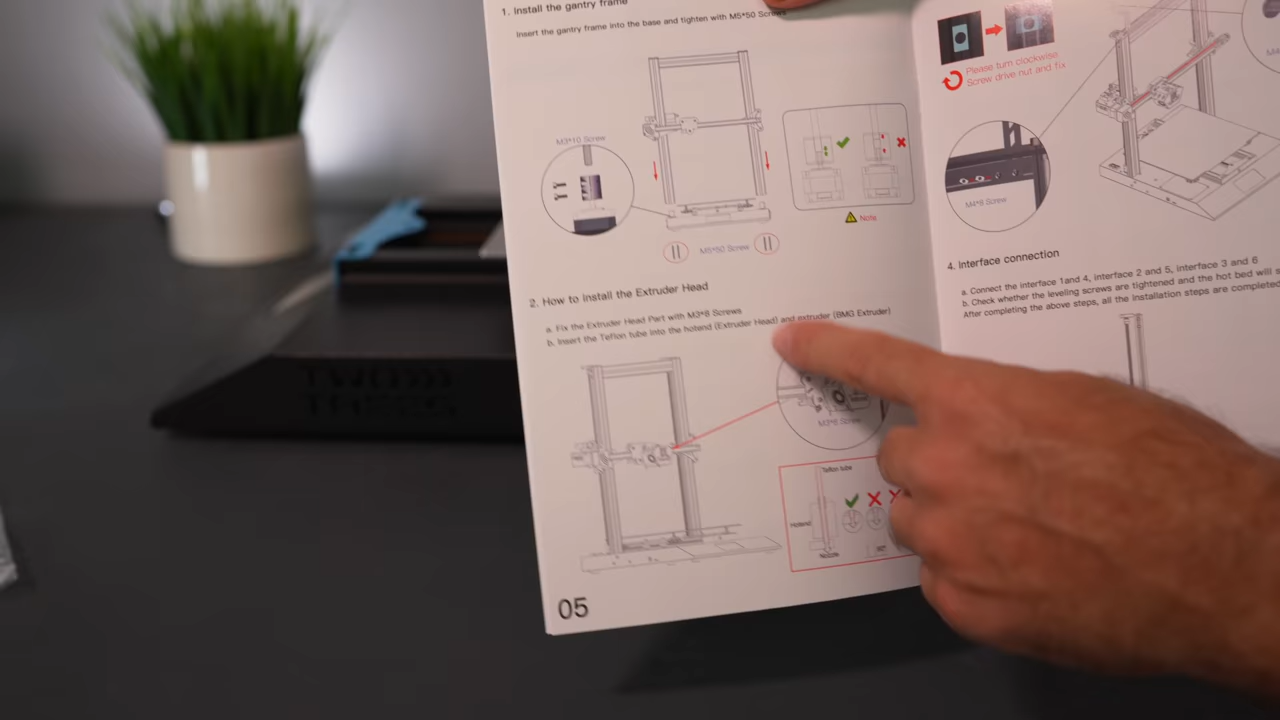 1. Install the gantry frame
Insert the gantry frame into the base and tighten with M5*50 Screws
M3*10 Screw
Note
M5*50 Screw
2. How to install the Extruder Head
a. Fix the Extruder Head Part with M3*8 Screws
b. Insert the Teflon tube into the hotend (Extruder Head) and extruder (BMG Extruder)
M3*8 Screw
Teflon tube
Hotend
Nozzle
05
Please turn clockwise
Screw drive nut and fix
M4*8 Screw
4. Interface connection
a. Connect the interface 1and 4, interface 2 and 5, interface 3 and 6
b. Check whether the leveling screws are tightened and the hot bed will
After completing the above steps, all the installation steps are completed
TWO
TREES